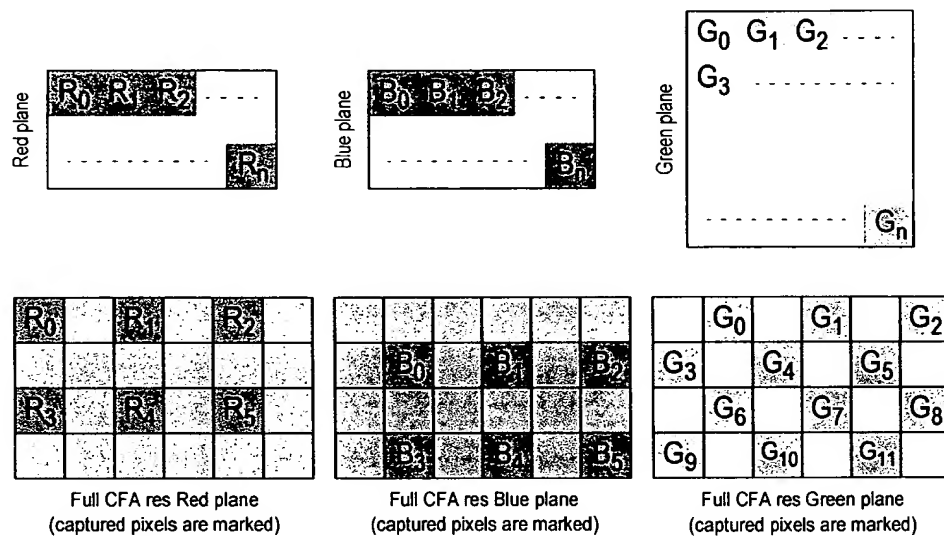 Red plane
R0 R1 R2
Rn
Blue plane
B0 B1 B2
Bn
Green plane
G0 G1 G2
G3
Gn
R0 R1 R2
R3 R4 R5
Full CFA res Red plane
(captured pixels are marked)
B0 B1 B2
B3 B4 B5
Full CFA res Blue plane
(captured pixels are marked)
G0 G1 G2
G3 G4 G5
G6 G7 G8
G9 G10 G11
Full CFA res Green plane
(captured pixels are marked)